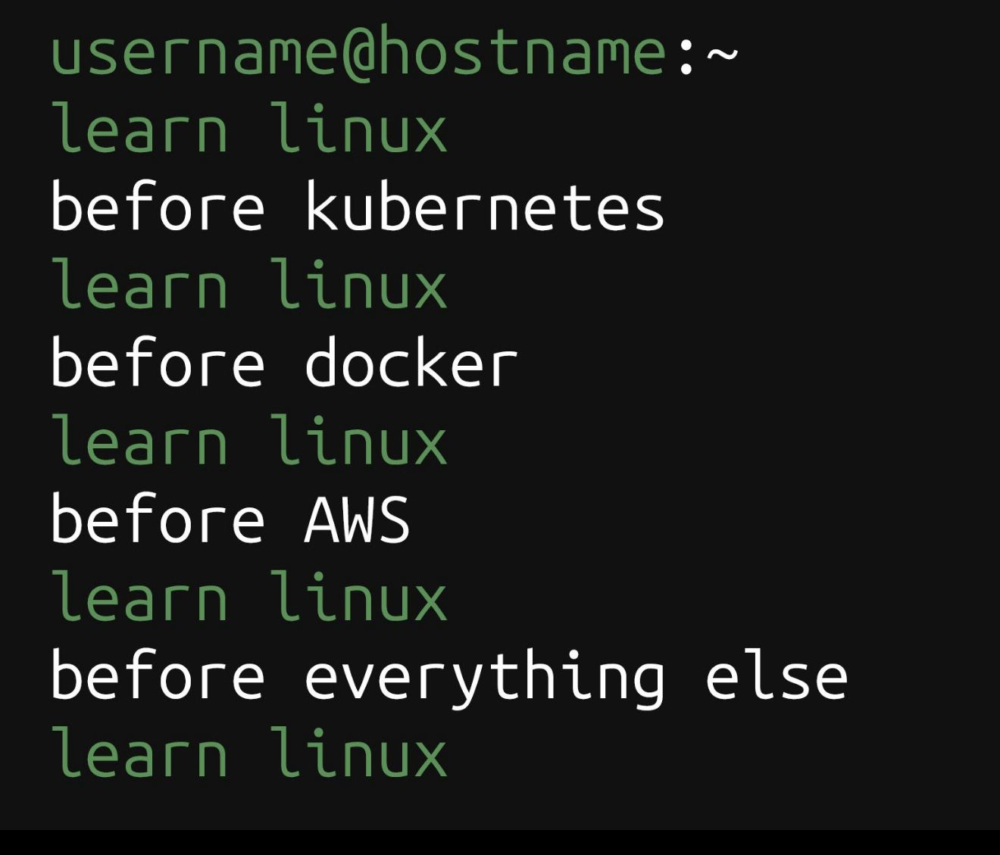 username@hostname:~
learn linux
before kubernetes
learn linux
before docker
learn linux
before AWS
learn linux
before everything else
learn linux